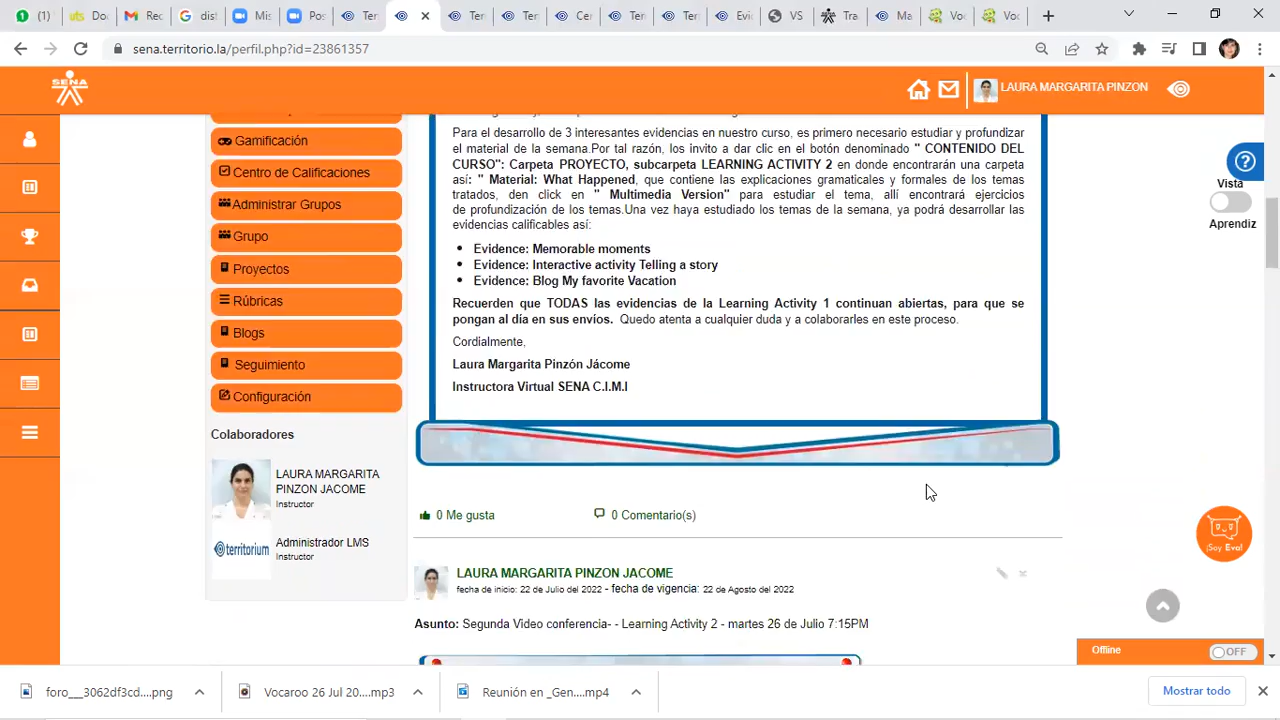 (1)
uts
Do
M Rec
dist
Mis
Po:
Ter
Ter
Ter
Cer
Ter
Ter
Evi
VS
Tra
Ma
Voc
Voc
sena.territorio.la/perfil.php?id=23861357
SENA
LAURA MARGARITA PINZON
Gamificación
Centro de Calificaciones
Administrar Grupos
Grupo
Proyectos
Rúbricas
Blogs
Seguimiento
Configuración
Colaboradores
LAURA MARGARITA
PINZON JACOME
Instructor
territorium
Administrador LMS
Instructor
Para el desarrollo de 3 interesantes evidencias en nuestro curso, es primero necesario estudiar y profundizar
el material de la semana.Por tal razón, los invito a dar clic en el botón denominado " CONTENIDO DEL
CURSO": Carpeta PROYECTO, subcarpeta LEARNING ACTIVITY 2 en donde encontrarán una carpeta
así: " Material: What Happened, que contiene las explicaciones gramaticales y formales de los temas
tratados, den click en " Multimedia Version" para estudiar el tema, allí encontrará ejercicios
de profundización de los temas.Una vez haya estudiado los temas de la semana, ya podrá desarrollar las
evidencias calificables así:
• Evidence: Memorable moments
• Evidence: Interactive activity Telling a story
• Evidence: Blog My favorite Vacation
Recuerden que TODAS las evidencias de la Learning Activity 1 continuan abiertas, para que se
pongan al día en sus envíos. Quedo atenta a cualquier duda y a colaborarles en este proceso.
Cordialmente,
Laura Margarita Pinzón Jácome
Instructora Virtual SENA C.I.M.I
0 Me gusta 0 Comentario(s)
LAURA MARGARITA PINZON JACOME
fecha de inicio: 22 de Julio del 2022 - fecha de vigencia: 22 de Agosto del 2022
Asunto: Segunda Video conferencia- - Learning Activity 2 - martes 26 de Julio 7:15PM
?
Vista
Aprendiz
¡Soy Eva!
Offline OFF
foro___3062df3cd....png
Vocaroo 26 Jul 20....mp3
Reunión en _Gen....mp4
Mostrar todo